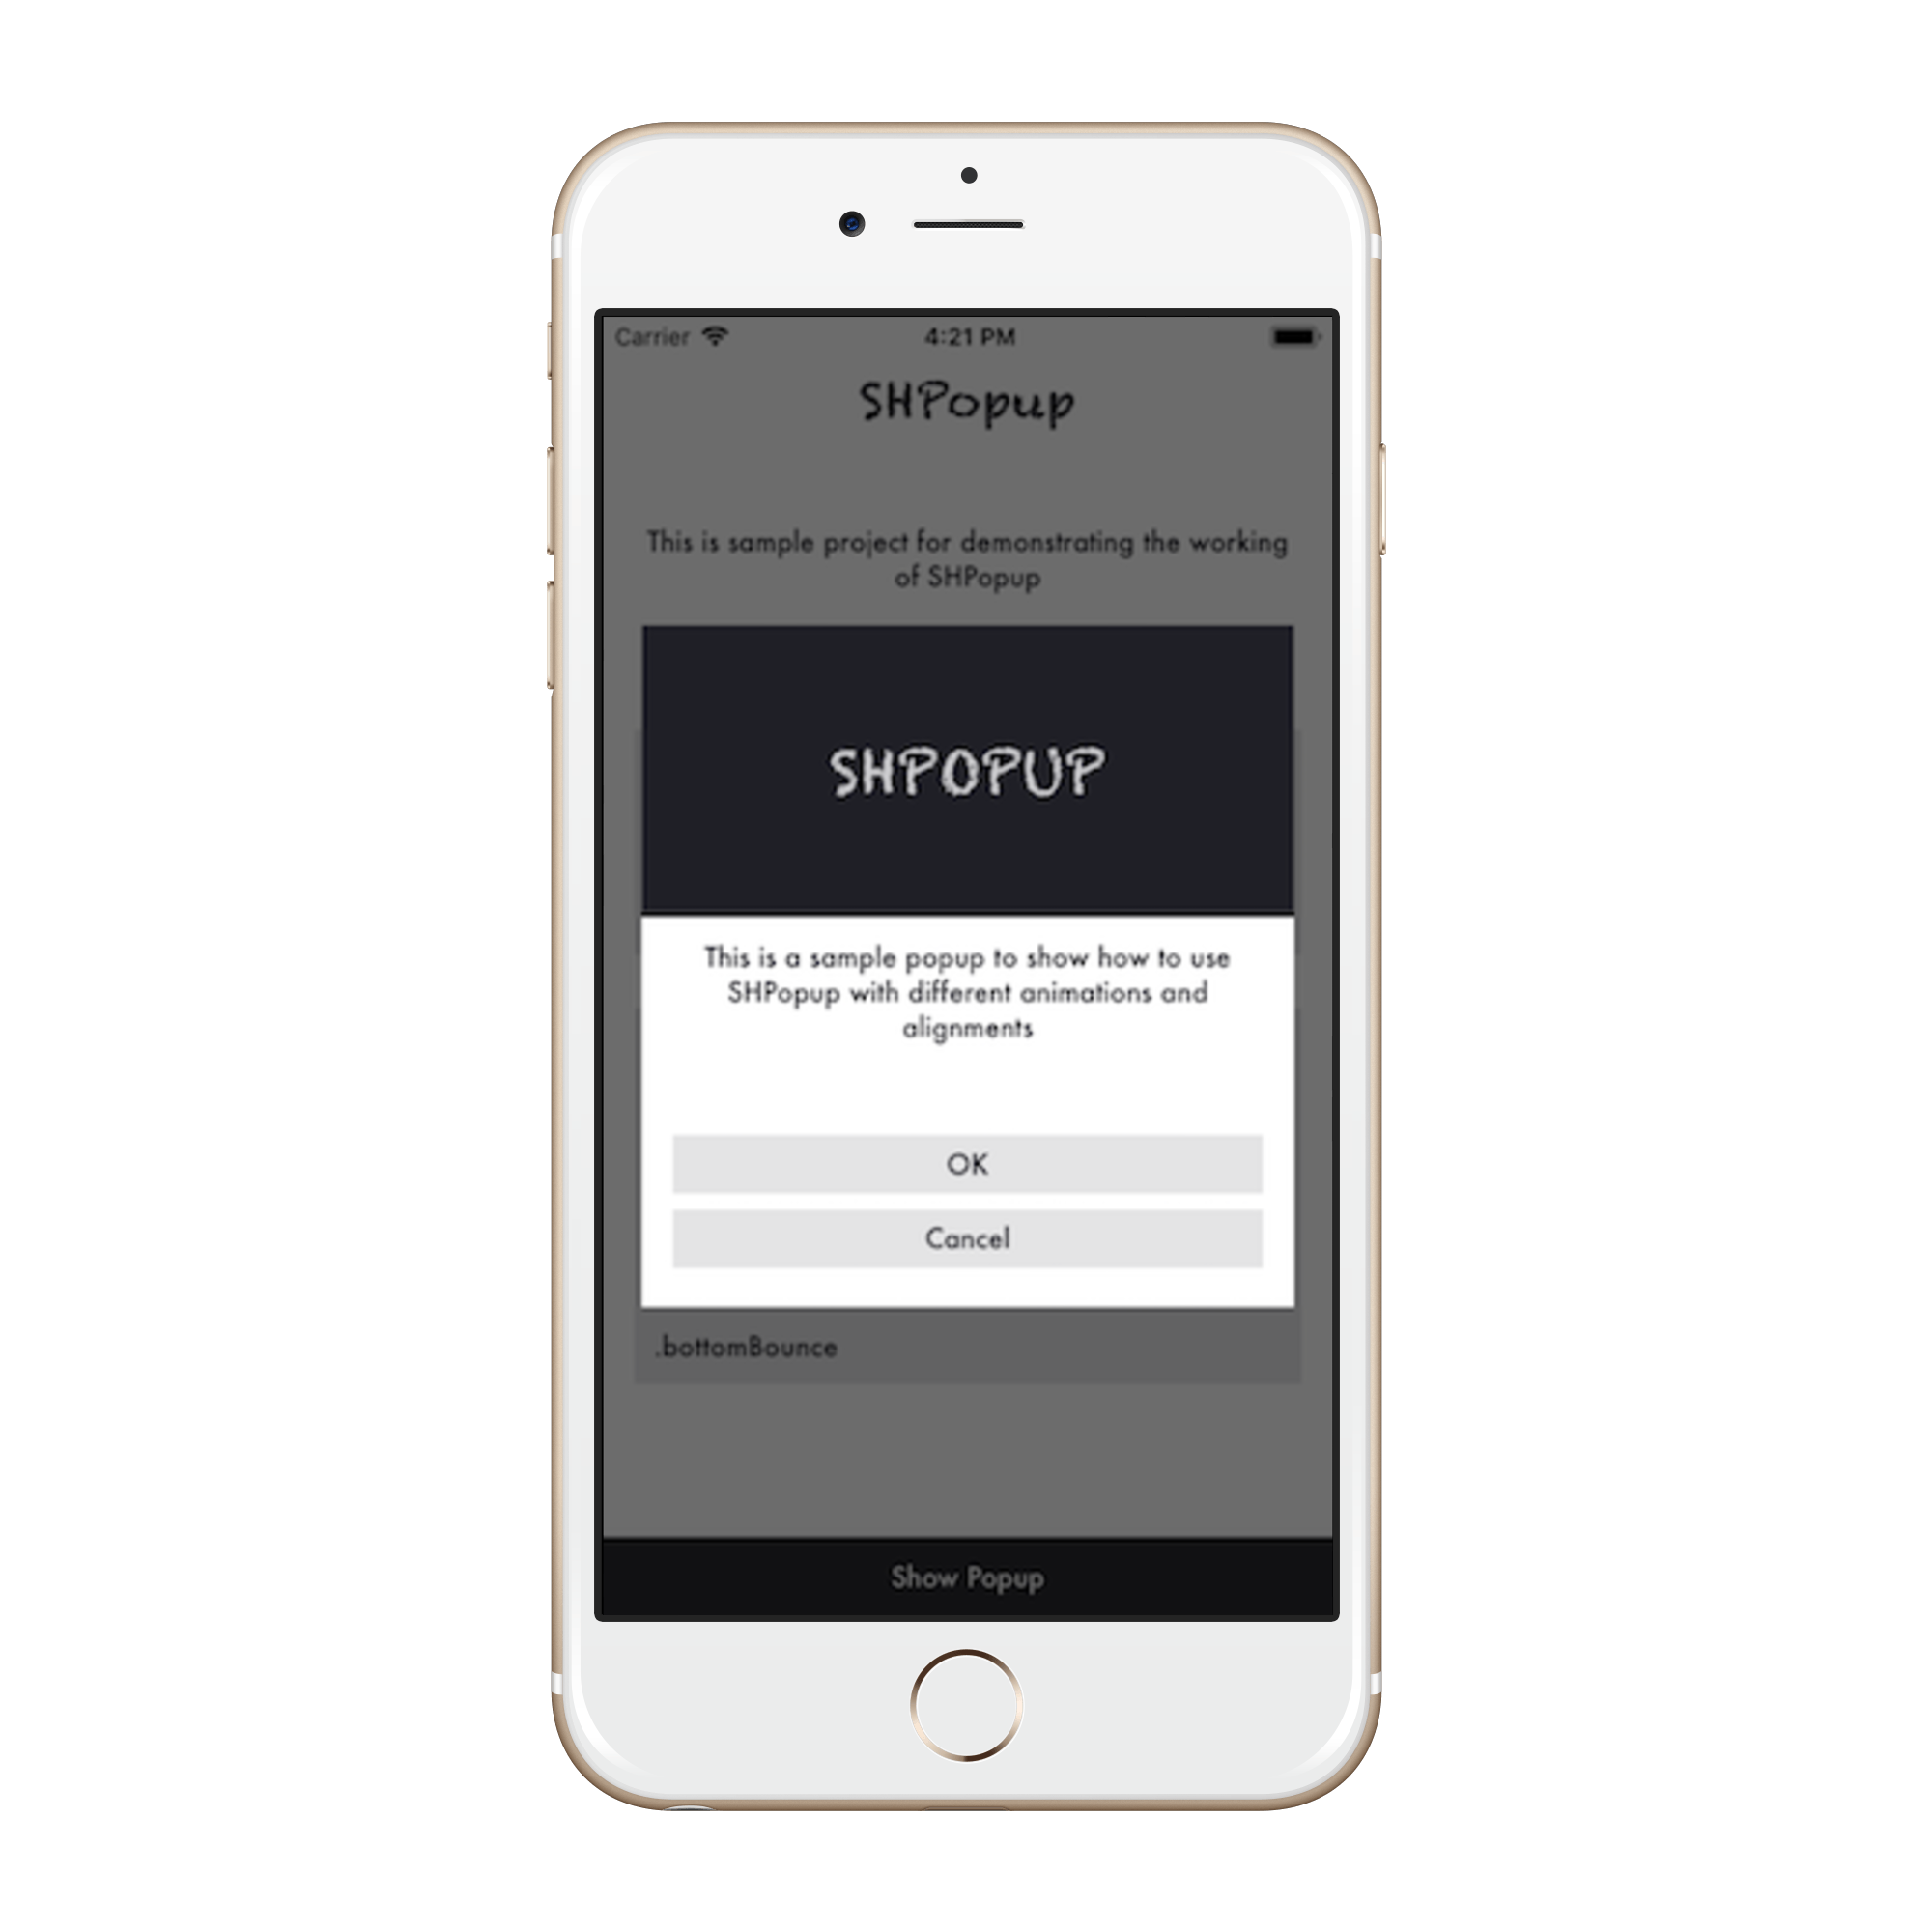 Carrier 4:21 PM
SHPopup
This is sample project for demonstrating the working
of SHPopup
SHPOPUP
This is a sample popup to show how to use
SHPopup with different animations and
alignments
OK
Cancel
.bottomBounce
Show Popup